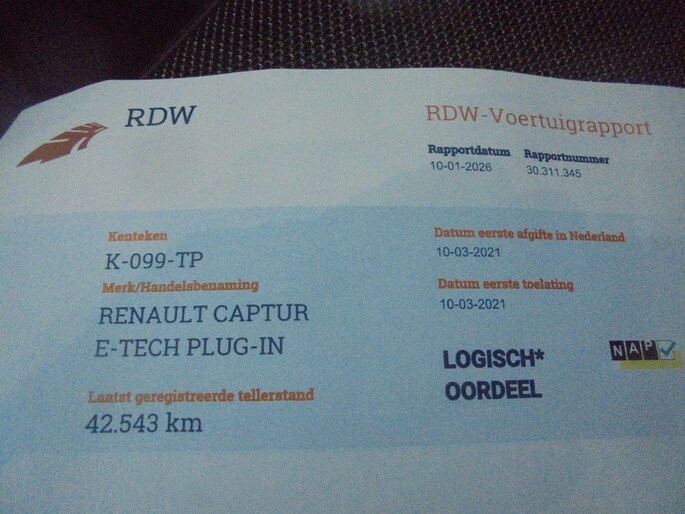 RDW
RDW-Voertuigrapport
Rapportdatum Rapportnummer
10-01-2026 30.311.345
Kenteken
K-099-TP
Merk/Handelsbenaming
RENAULT CAPTUR
E-TECH PLUG-IN
Laatst geregistreerde tellerstand
42.543 km
Datum eerste afgifte in Nederland
10-03-2021
Datum eerste toelating
10-03-2021
LOGISCH*
OORDEEL
NAP